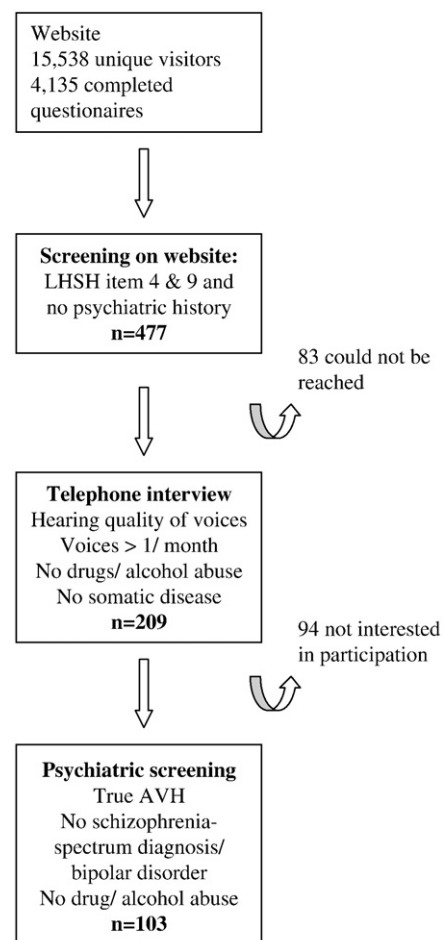 Website
15,538 unique visitors
4,135 completed
questionaires
Screening on website:
LHSH item 4 & 9 and
no psychiatric history
n=477
83 could not be
reached
Telephone interview
Hearing quality of voices
Voices > 1/ month
No drugs/ alcohol abuse
No somatic disease
n=209
94 not interested
in participation
Psychiatric screening
True AVH
No schizophrenia-
spectrum diagnosis/
bipolar disorder
No drug/ alcohol abuse
n=103